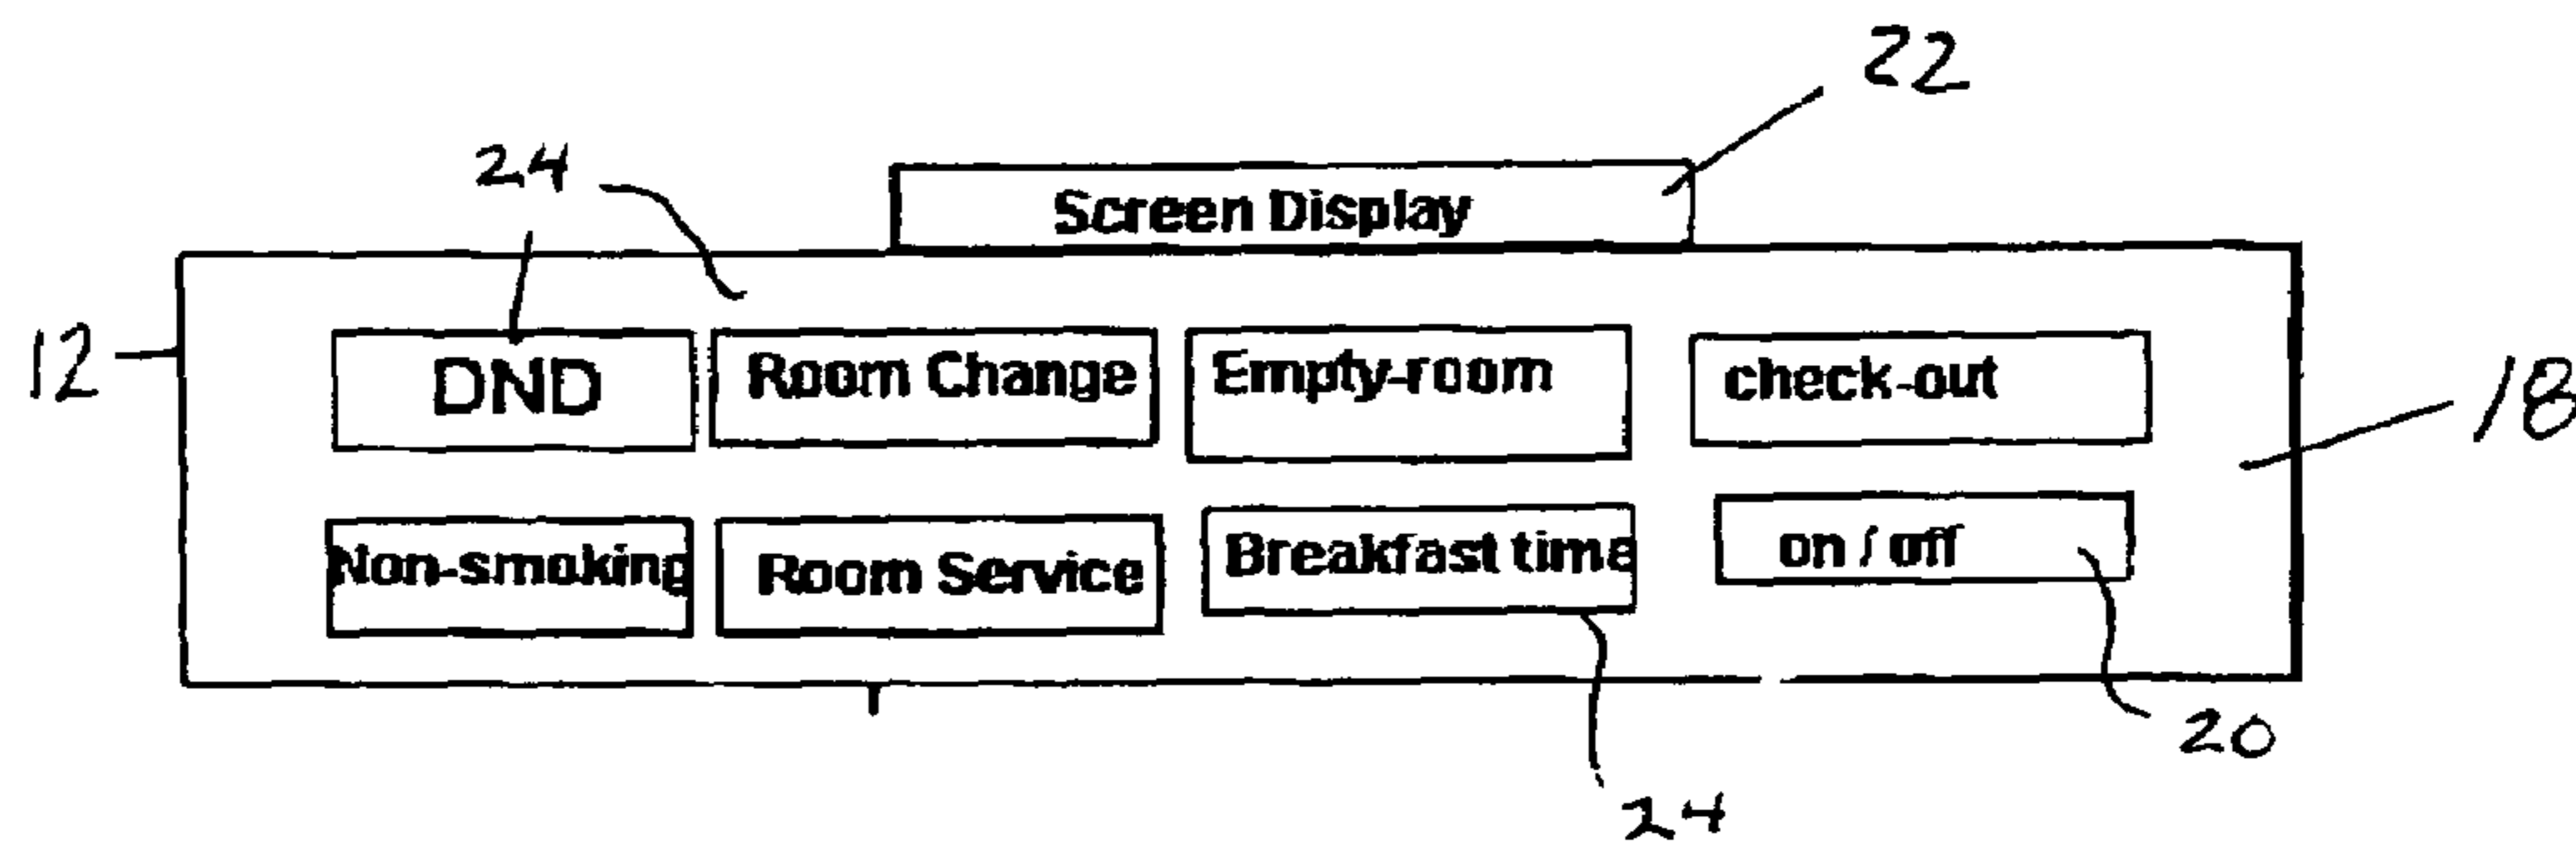 22
24
Screen Display
12
DND Room Change Empty-room check-out
18
Non-smoking Room Service Breakfast time on / off
20
24